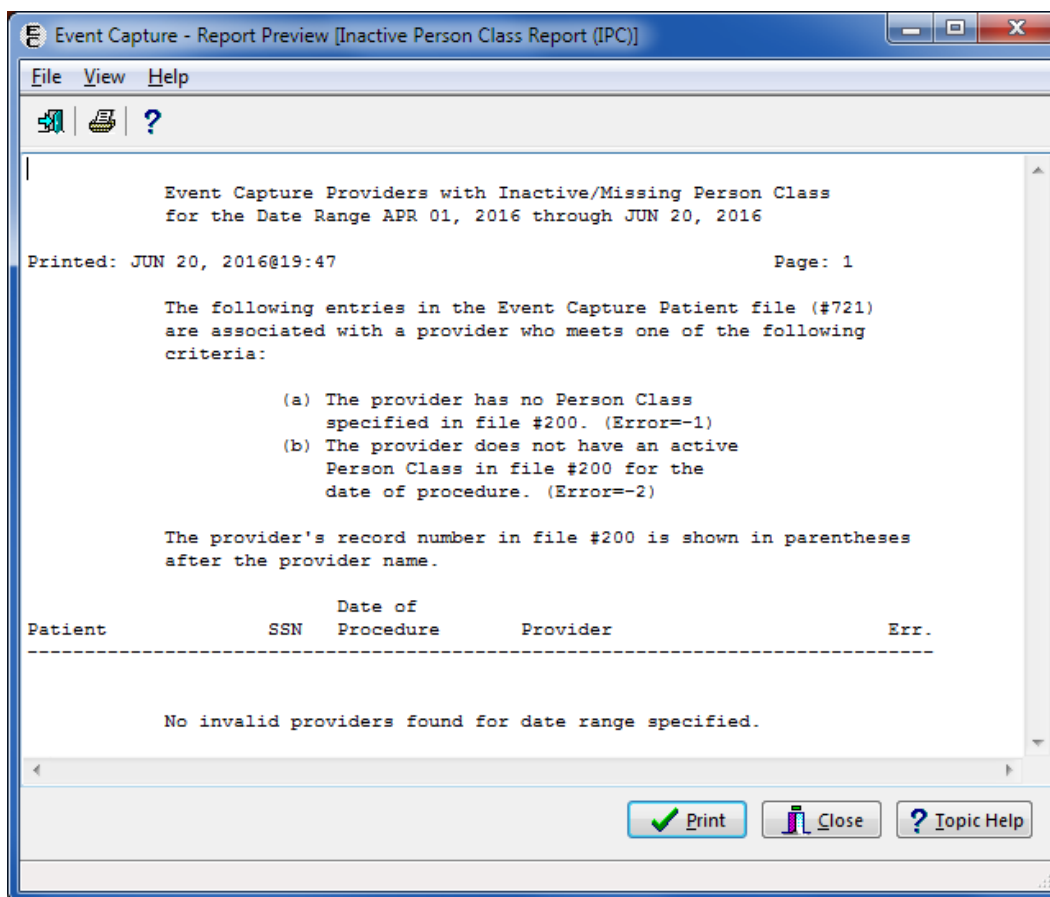 Event Capture - Report Preview [Inactive Person Class Report (IPC)]
File View Help
?
Event Capture Providers with Inactive/Missing Person Class
for the Date Range APR 01, 2016 through JUN 20, 2016
Printed: JUN 20, 2016@19:47 Page: 1
The following entries in the Event Capture Patient file (#721)
are associated with a provider who meets one of the following
criteria:
(a) The provider has no Person Class
specified in file #200. (Error=-1)
(b) The provider does not have an active
Person Class in file #200 for the
date of procedure. (Error=-2)
The provider's record number in file #200 is shown in parentheses
after the provider name.
Date of
Patient SSN Procedure Provider Err.
-------------------------------------------------------------------------------
No invalid providers found for date range specified.
Print Close ? Topic Help